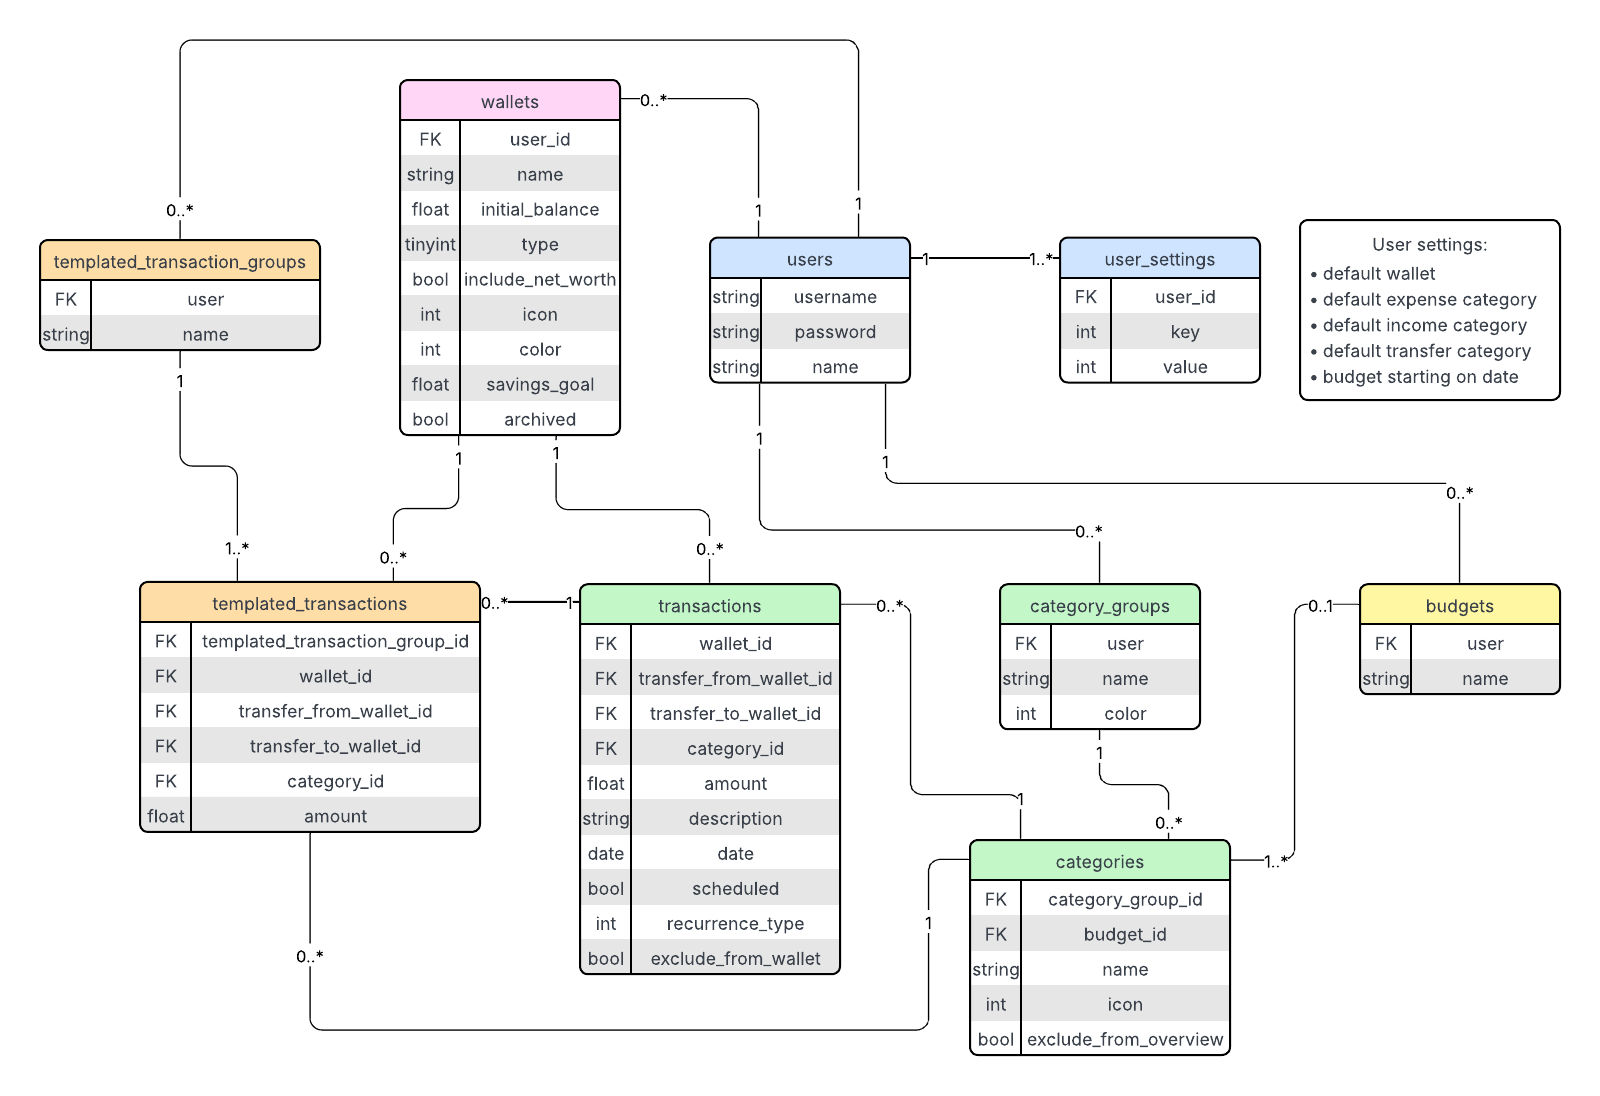 wallets
FK user_id
string name
float initial_balance
tinyint type
bool include_net_worth
int icon
int color
float savings_goal
bool archived
0..*
1
1
0..*
templated_transaction_groups
FK user
string name
users
string username
string password
string name
1
1..*
user_settings
FK user_id
int key
int value
User settings:
• default wallet
• default expense category
• default income category
• default transfer category
• budget starting on date
1
1
1
1
1
0..*
0..*
1..*
0..*
0..*
templated_transactions
FK templated_transaction_group_id
FK wallet_id
FK transfer_from_wallet_id
FK transfer_to_wallet_id
FK category_id
float amount
0..*
1
transactions
FK wallet_id
FK transfer_from_wallet_id
FK transfer_to_wallet_id
FK category_id
float amount
string description
date date
bool scheduled
int recurrence_type
bool exclude_from_wallet
0..*
category_groups
FK user
string name
int color
0..1
budgets
FK user
string name
1
1
0..*
categories
FK category_group_id
FK budget_id
string name
int icon
bool exclude_from_overview
1..*
1
0..*